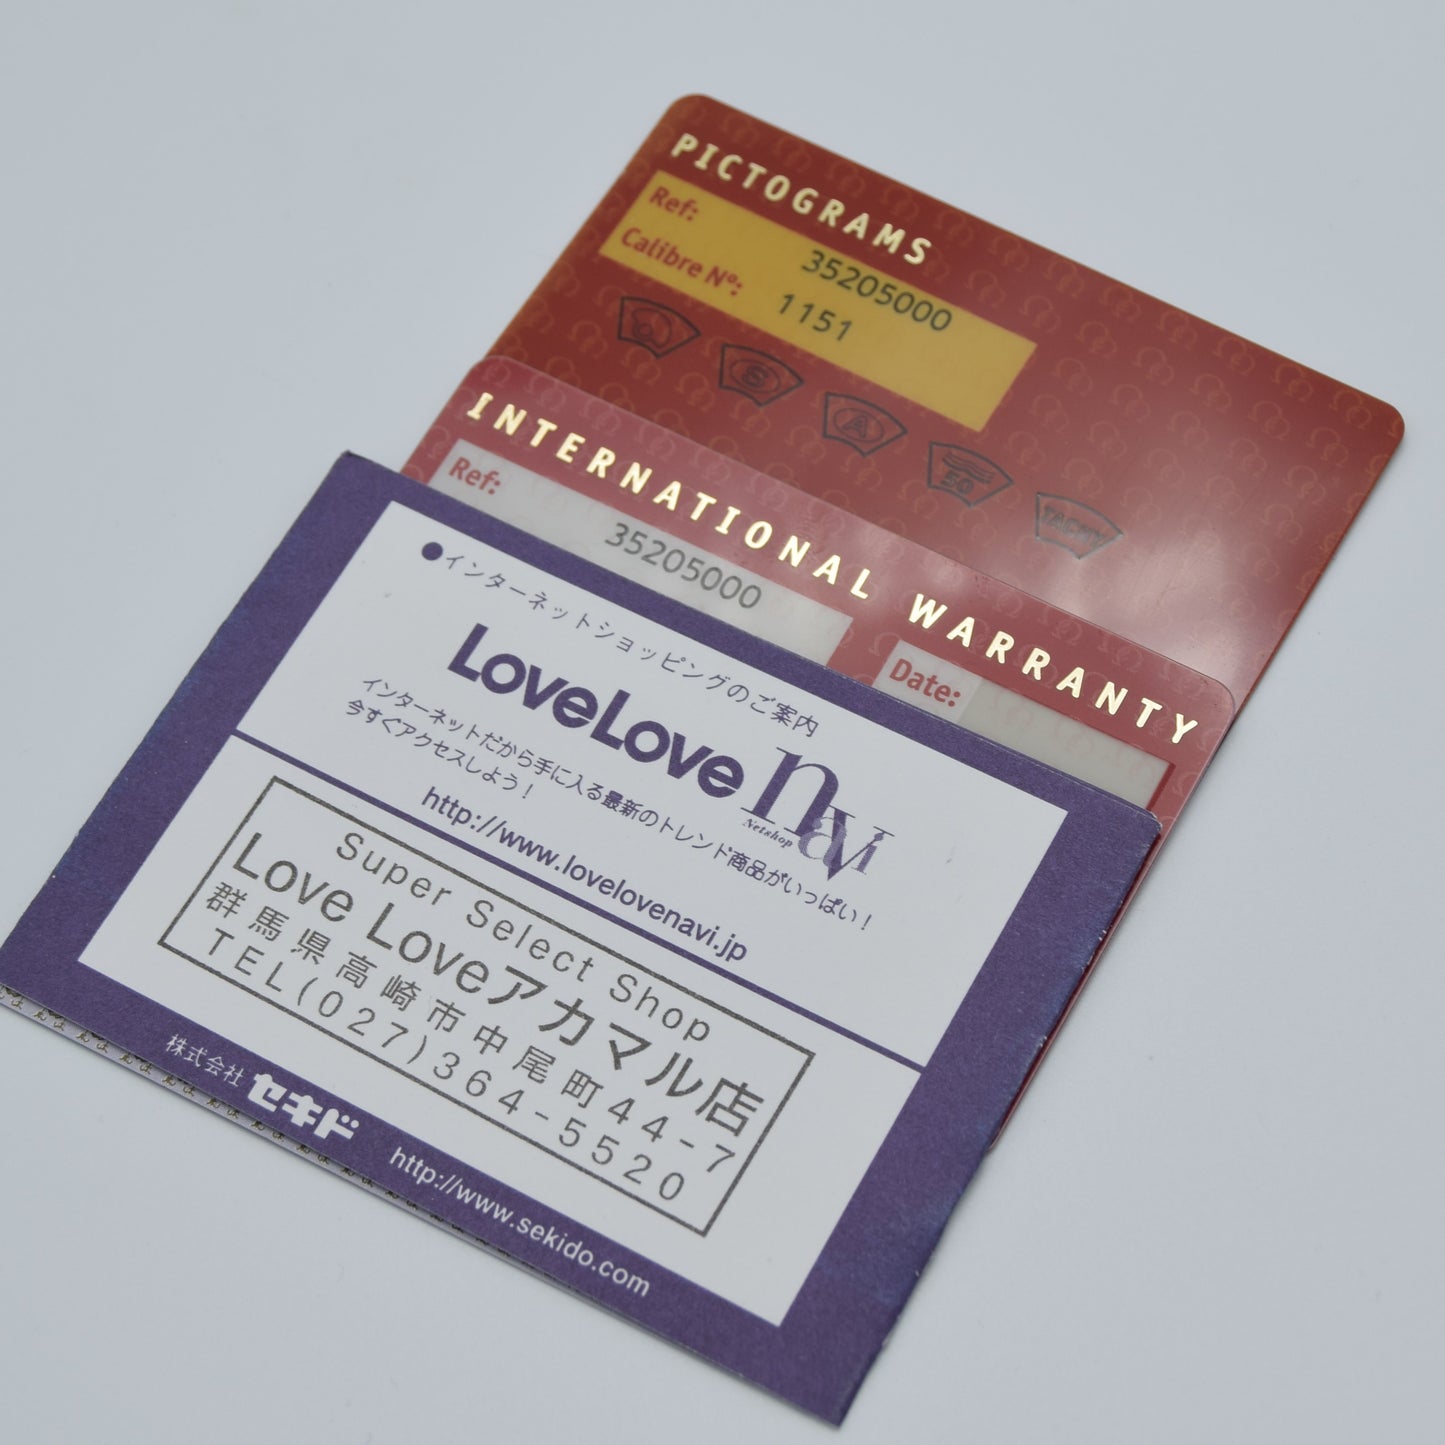 PICTOGRAMS
Ref: 35205000
Calibre Nº: 1151
S
A
50
TACHY
INTERNATIONAL WARRANTY
Ref: 35205000
Date:
●インターネットショッピングのご案内
LoveLove navi
Netshop
インターネットだから手に入る最新のトレンド商品がいっぱい！
今すぐアクセスしよう！
http://www.lovelovenavi.jp
Super Select Shop
Love Loveアカマル店
群馬県高崎市中尾町44-7
TEL(027)364-5520
株式会社 セキド
http://www.sekido.com